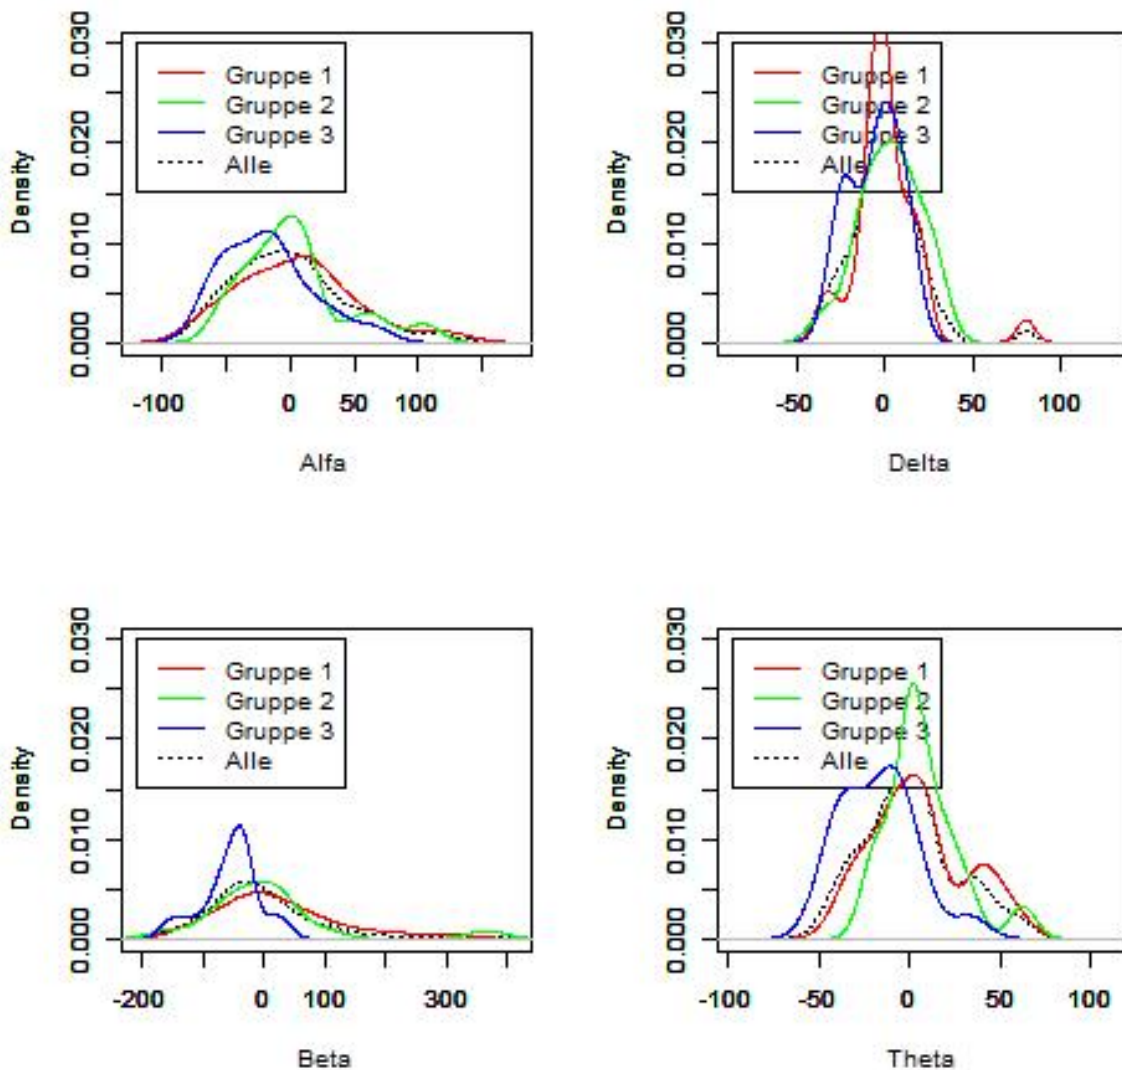 0.030
0.020
0.010
0.000
Density
Gruppe 1
Gruppe 2
Gruppe 3
Alle
-100 0 50 100
Alfa
0.030
0.020
0.010
0.000
Density
Gruppe 1
Gruppe 2
Gruppe 3
Alle
-50 0 50 100
Delta
0.030
0.020
0.010
0.000
Density
Gruppe 1
Gruppe 2
Gruppe 3
Alle
-200 0 100 300
Beta
0.030
0.020
0.010
0.000
Density
Gruppe 1
Gruppe 2
Gruppe 3
Alle
-100 -50 0 50 100
Theta